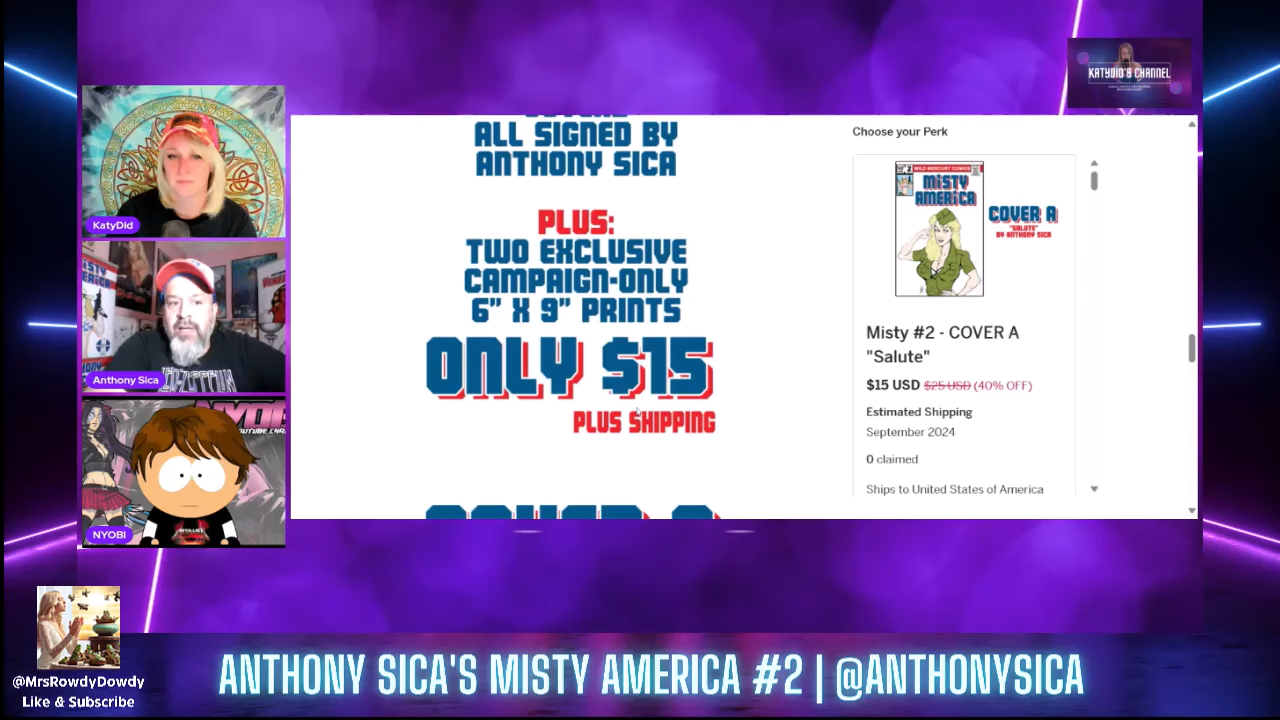 KATYDID'S CHANNEL
KatyDid
Anthony Sica
NYOBI
ALL SIGNED BY
ANTHONY SICA
PLUS:
TWO EXCLUSIVE
CAMPAIGN-ONLY
6” X 9” PRINTS
ONLY $15
PLUS SHIPPING
Choose your Perk
WILD MERCURY COMICS
MISTY
AMERICA
COVER A
"SALUTE"
BY ANTHONY SICA
Misty #2 - COVER A
"Salute"
$15 USD $25 USD (40% OFF)
Estimated Shipping
September 2024
0 claimed
Ships to United States of America
@MrsRowdyDowdy
Like & Subscribe
ANTHONY SICA'S MISTY AMERICA #2 | @ANTHONYSICA